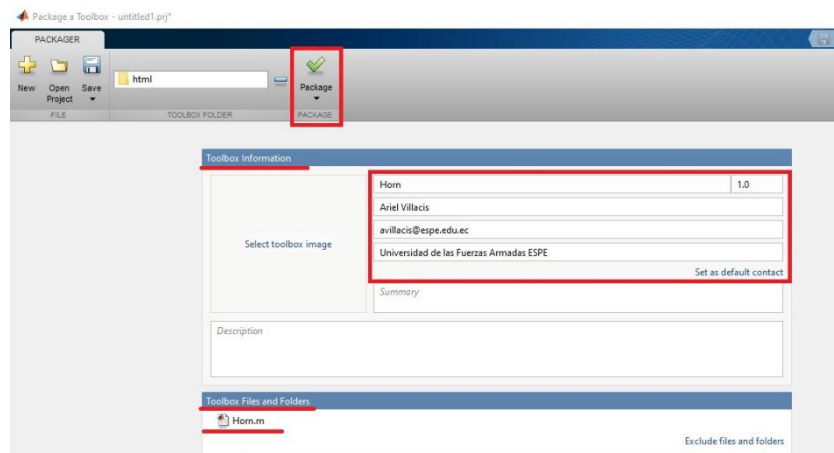 Package a Toolbox - untitled1.prj*
PACKAGER
New
Open Project
Save
html
Package
FILE
TOOLBOX FOLDER
PACKAGE
Toolbox Information
Select toolbox image
Horn
1.0
Ariel Villacis
avillacis@espe.edu.ec
Universidad de las Fuerzas Armadas ESPE
Set as default contact
Summary
Description
Toolbox Files and Folders
Horn.m
Exclude files and folders